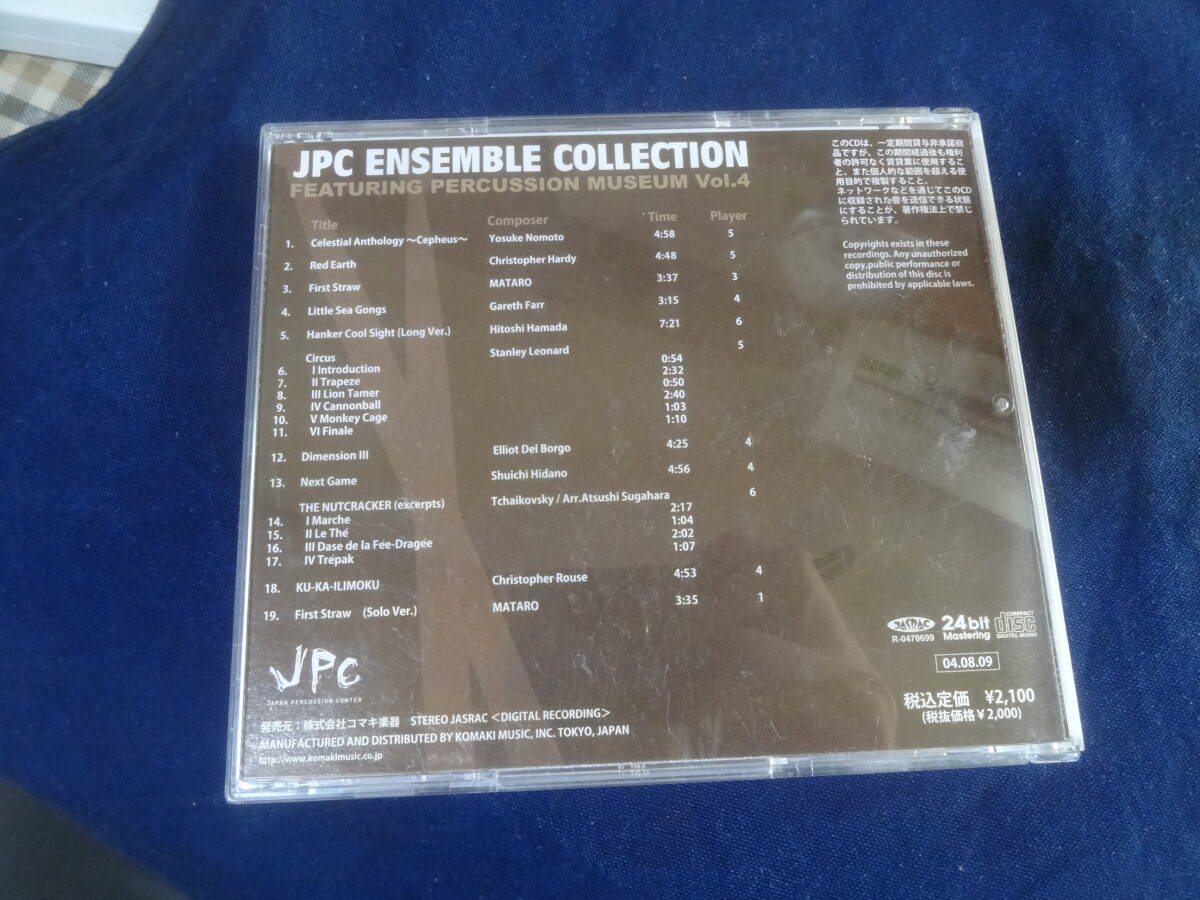 JPC ENSEMBLE COLLECTION
FEATURING PERCUSSION MUSEUM Vol.4
Title Composer Time Player
1. Celestial Anthology ～Cepheus～ Yosuke Nomoto 4:58 5
2. Red Earth Christopher Hardy 4:48 5
3. First Straw MATARO 3:37 3
4. Little Sea Gongs Gareth Farr 3:15 4
5. Hanker Cool Sight (Long Ver.) Hitoshi Hamada 7:21 6
Circus Stanley Leonard 5
6. I Introduction 0:54
7. II Trapeze 2:32
8. III Lion Tamer 0:50
9. IV Cannonball 2:40
10. V Monkey Cage 1:03
11. VI Finale 1:10
12. Dimension III Elliot Del Borgo 4:25 4
13. Next Game Shuichi Hidano 4:56 4
THE NUTCRACKER (excerpts) Tchaikovsky / Arr.Atsushi Sugahara 6
14. I Marche 2:17
15. II Le Thé 1:04
16. III Dase de la Fée-Dragée 2:02
17. IV Trépak 1:07
18. KU-KA-ILIMOKU Christopher Rouse 4:53 4
19. First Straw (Solo Ver.) MATARO 3:35 1
このCDは、一定期間貸与非承諾商
品ですが、この期間経過後も権利
者の許可なく賃貸業に使用するこ
と、また個人的な範囲を超える使
用目的で複製すること、
ネットワークなどを通じてこのCD
に収録された音を送信できる状態
にすることが、著作権法上で禁じ
られています。
Copyrights exists in these
recordings. Any unauthorized
copy,public performance or
distribution of this disc is
prohibited by applicable laws.
JASRAC
R-0470699
24bit
Mastering
COMPACT
disc
DIGITAL AUDIO
04.08.09
税込定価 ¥2,100
(税抜価格¥2,000)
JPC
JAPAN PERCUSSION CENTER
発売元：株式会社コマキ楽器 STEREO JASRAC <DIGITAL RECORDING>
MANUFACTURED AND DISTRIBUTED BY KOMAKI MUSIC, INC. TOKYO, JAPAN
http://www.komakimusic.co.jp